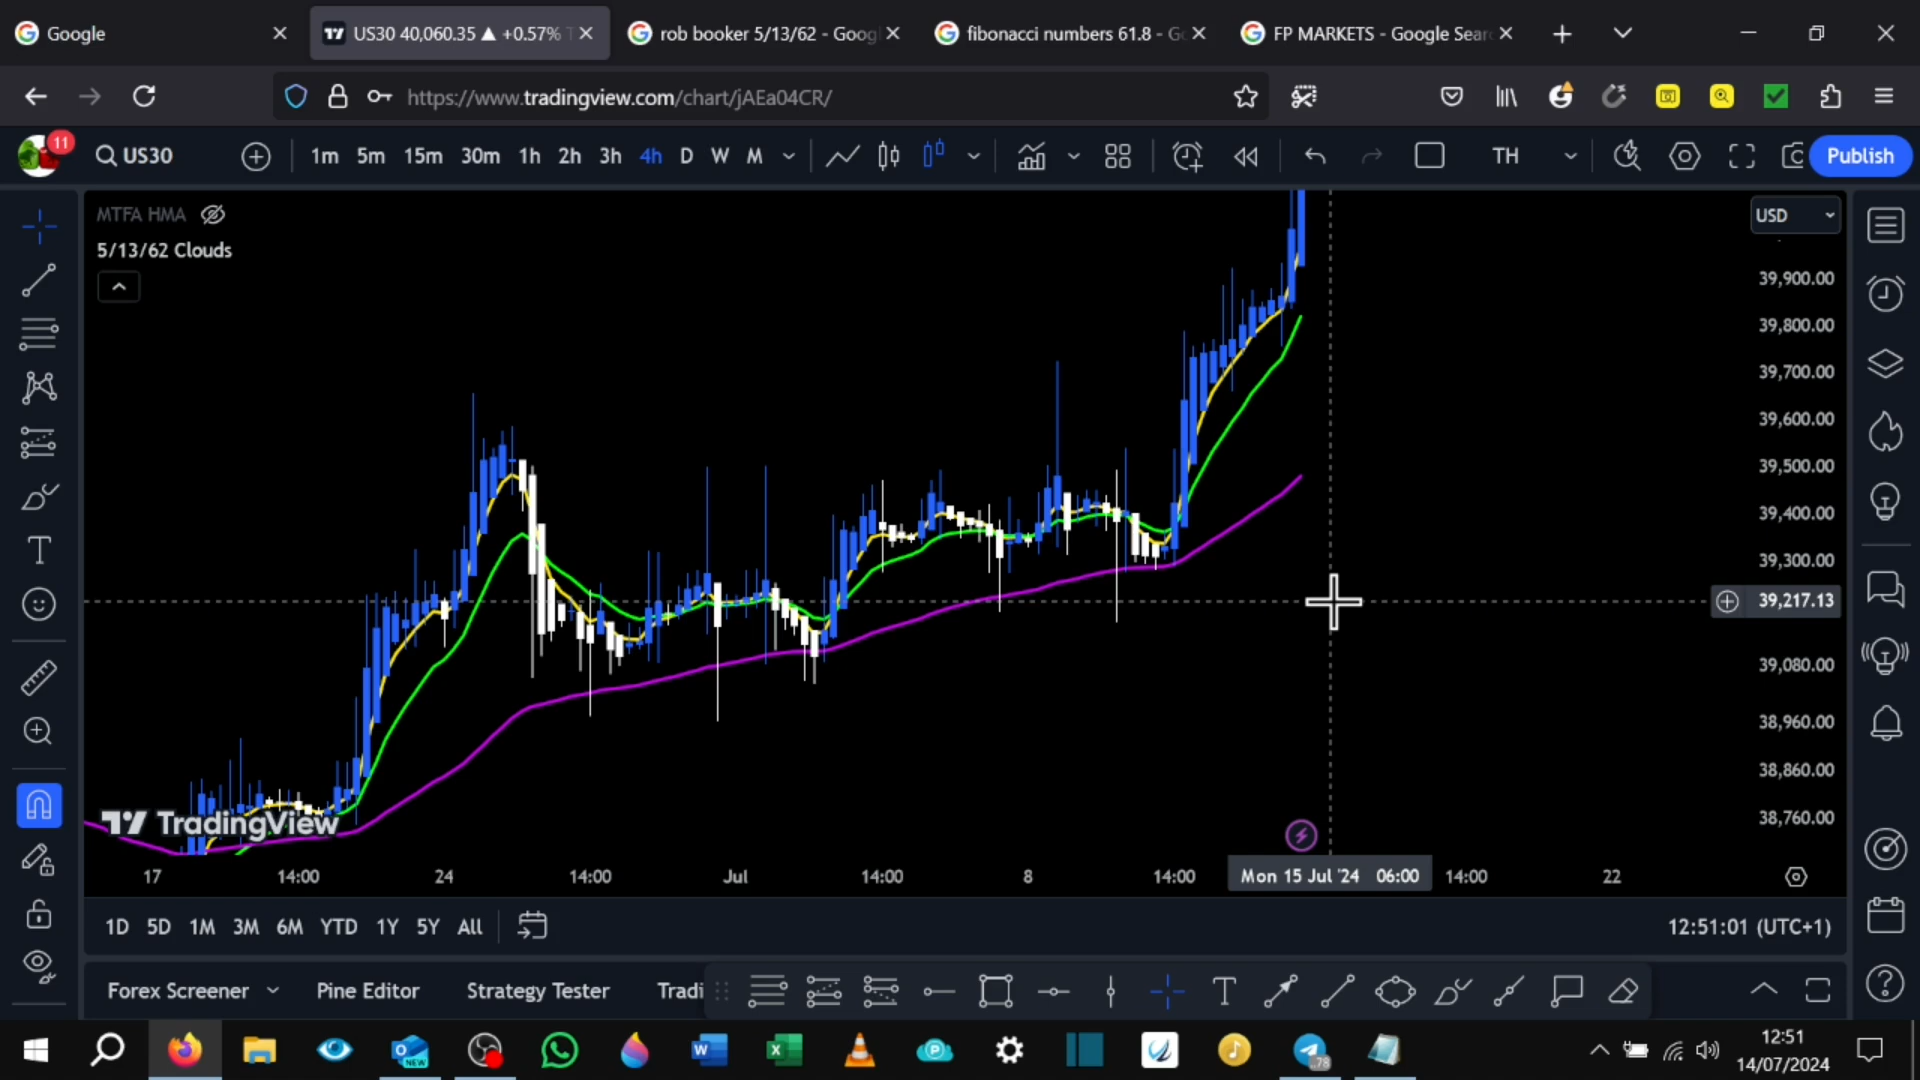 Google
US30 40,060.35 ▲ +0.57%
rob booker 5/13/62 - Goog
fibonacci numbers 61.8 - G
FP MARKETS - Google Sear
https://www.tradingview.com/chart/jAEa04CR/
11
US30
1m 5m 15m 30m 1h 2h 3h 4h D W M
TH
Publish
MTFA HMA
5/13/62 Clouds
USD
39,900.00
39,800.00
39,700.00
39,600.00
39,500.00
39,400.00
39,300.00
39,217.13
39,080.00
38,960.00
38,860.00
38,760.00
TradingView
17 14:00 24 14:00 Jul 14:00 8 14:00 Mon 15 Jul '24 06:00 14:00 22
1D 5D 1M 3M 6M YTD 1Y 5Y All
12:51:01 (UTC+1)
Forex Screener Pine Editor Strategy Tester Tradi
NEW
78
12:51
14/07/2024